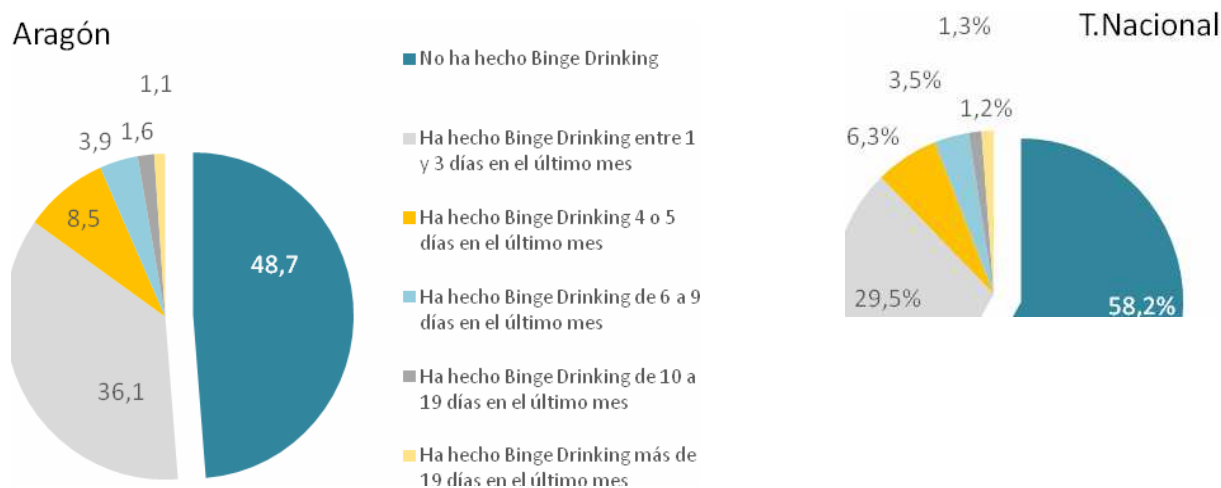 Aragón
1,1
3,9
1,6
8,5
48,7
36,1
No ha hecho Binge Drinking
Ha hecho Binge Drinking entre 1
y 3 días en el último mes
Ha hecho Binge Drinking 4 o 5
días en el último mes
Ha hecho Binge Drinking de 6 a 9
días en el último mes
Ha hecho Binge Drinking de 10 a
19 días en el último mes
Ha hecho Binge Drinking más de
19 días en el último mes
T.Nacional
1,3%
3,5%
1,2%
6,3%
29,5%
58,2%